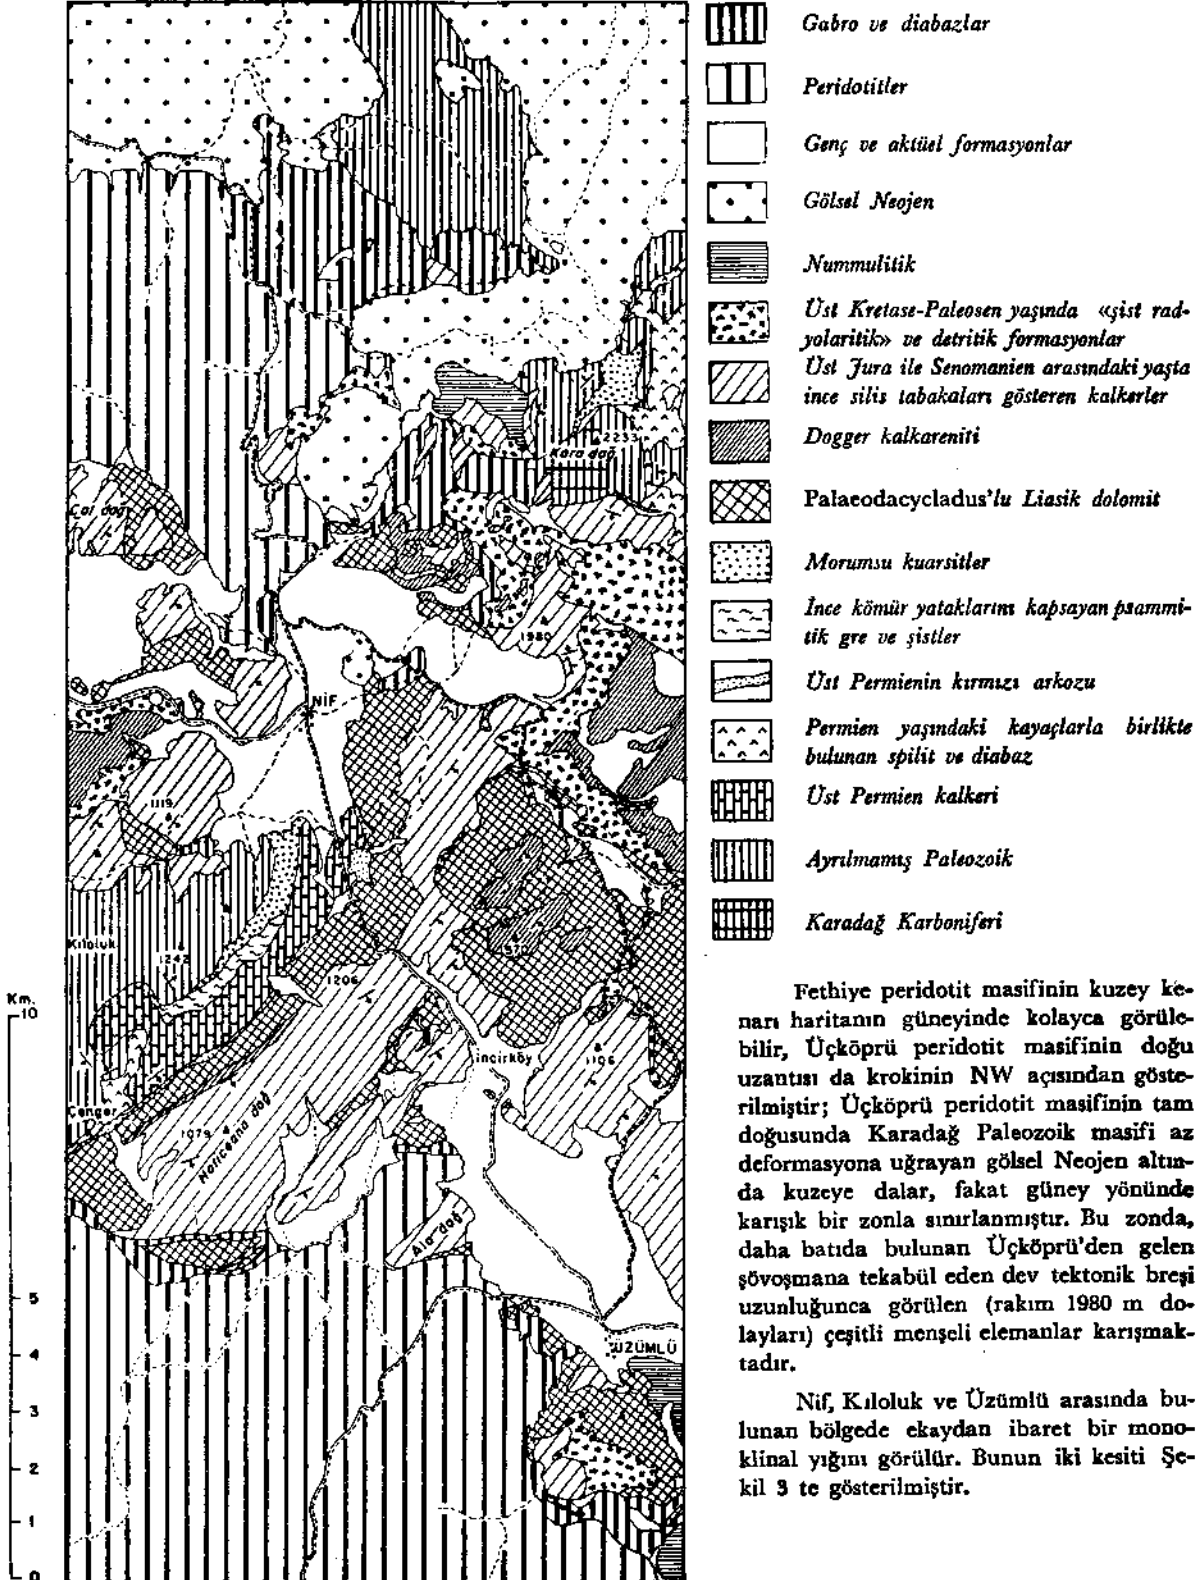 Gabro ve diabazlar
Peridotitler
Genç ve aktüel formasyonlar
Gölsel Neojen
Nummulitik
Üst Kretase-Paleosen yaşında «şist rad-
yolaritik» ve detritik formasyonlar
Üst Jura ile Senomanien arasındaki yaşta
ince silis tabakaları gösteren kalkerler
Dogger kalkareniti
Palaeodacycladus'lu Liasik dolomit
Morumsu kuarsitler
İnce kömür yataklarını kapsayan psammi-
tik gre ve şistler
Üst Permienin kırmızı arkozu
Permien yaşındaki kayaçlarla birlikte
bulunan spilit ve diabaz
Üst Permien kalkeri
Ayrılmamış Paleozoik
Karadağ Karboniferi
2233
Kara dağ
Çal dağ
1980
NİF
1119
Kıloluk
1242
1970
1206
Km.
10
İncirköy
1106
Çenger
1079
Naticeana dağ
Ala dağ
5
4
3
2
1
0
ÜZÜMLÜ
Fethiye peridotit masifinin kuzey ke-
narı haritanın güneyinde kolayca görüle-
bilir, Üçköprü peridotit masifinin doğu
uzantısı da krokinin NW açısından göste-
rilmiştir; Üçköprü peridotit masifinin tam
doğusunda Karadağ Paleozoik masifi az
deformasyona uğrayan gölsel Neojen altın-
da kuzeye dalar, fakat güney yönünde
karışık bir zonla sınırlanmıştır. Bu zonda,
daha batıda bulunan Üçköprü'den gelen
şövoşmana tekabül eden dev tektonik breşi
uzunluğunca görülen (rakım 1980 m do-
layları) çeşitli menşeli elemanlar karışmak-
tadır.
Nif, Kıloluk ve Üzümlü arasında bu-
lunan bölgede ekaydan ibaret bir mono-
klinal yığını görülür. Bunun iki kesiti Şe-
kil 3 te gösterilmiştir.